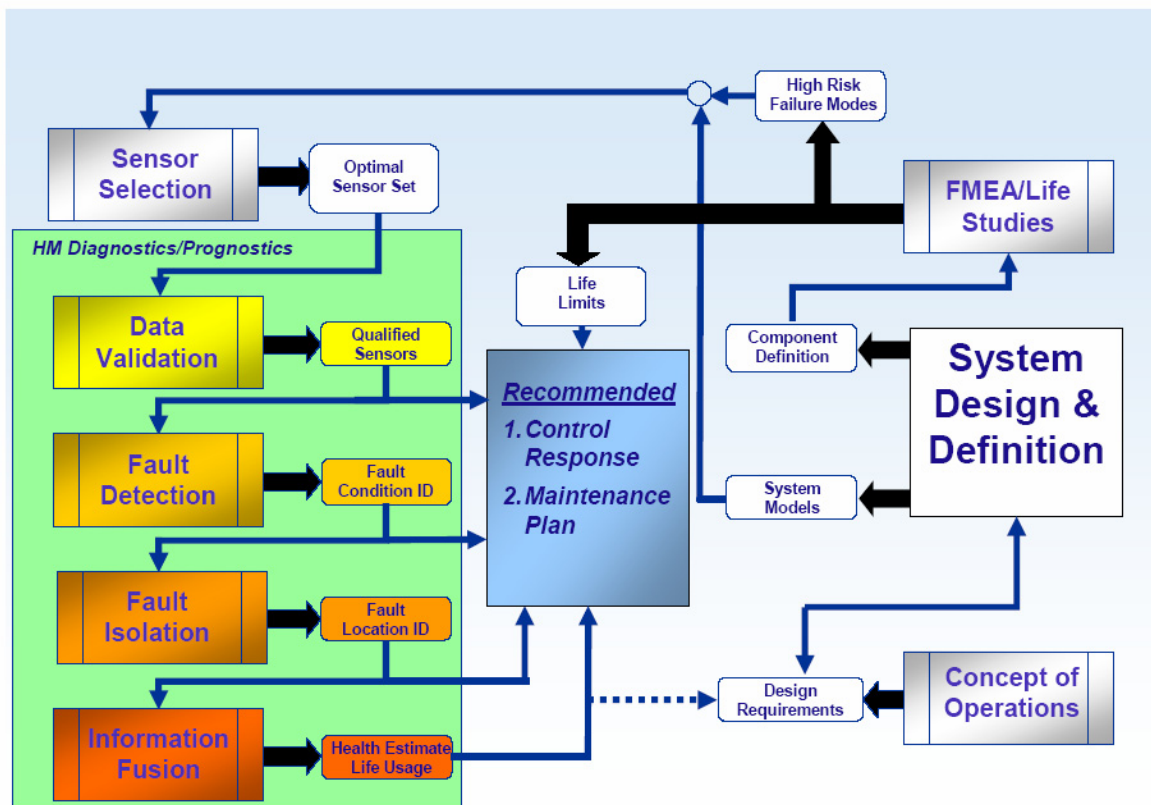 High Risk
Failure Modes
Sensor
Selection
Optimal
Sensor Set
FMEA/Life
Studies
HM Diagnostics/Prognostics
Life
Limits
Data
Validation
Qualified
Sensors
Component
Definition
System
Design &
Definition
Recommended
1. Control
Response
2. Maintenance
Plan
Fault
Detection
Fault
Condition ID
System
Models
Fault
Isolation
Fault
Location ID
Design
Requirements
Concept of
Operations
Information
Fusion
Health Estimate
Life Usage